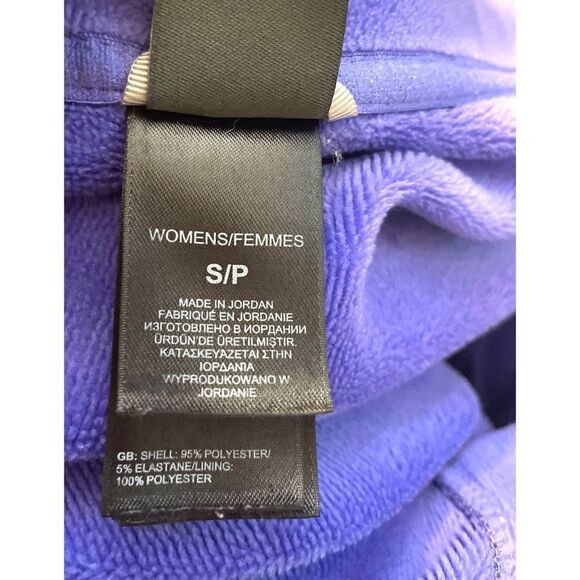 WOMENS/FEMMES
S/P
MADE IN JORDAN
FABRIQUÉ EN JORDANIE
ИЗГОТОВЛЕНО В ИОРДАНИИ
ÜRDÜN'DE ÜRETILMIŞTIR.
ΚΑΤΑΣΚΕΥΆΖΕΤΑΙ ΣΤΗΝ
ΙΟΡΔΑΝΙΑ
WYPRODUKOWANO W
JORDANIE
GB: SHELL: 95% POLYESTER/
5% ELASTANE/LINING:
100% POLYESTER